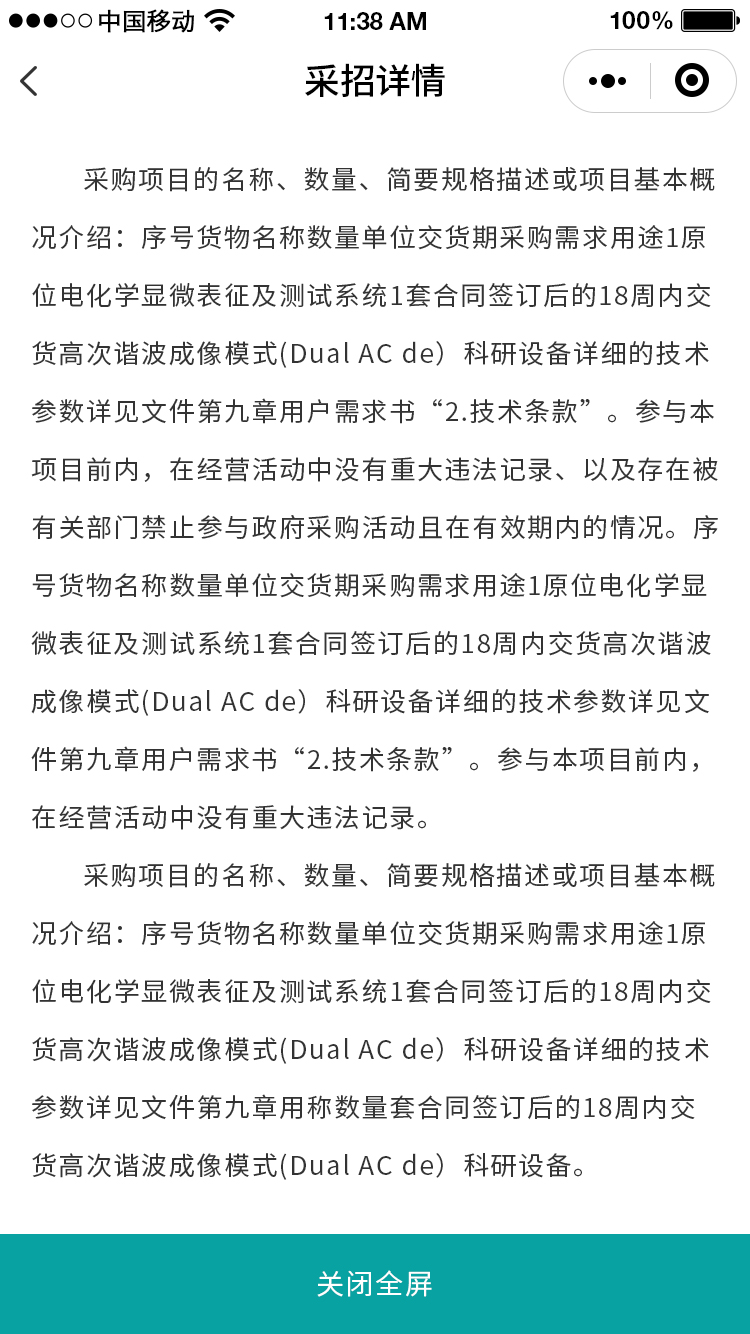 中国移动 11:38 AM 100%
采招详情
采购项目的名称、数量、简要规格描述或项目基本概
况介绍：序号货物名称数量单位交货期采购需求用途1原
位电化学显微表征及测试系统1套合同签订后的18周内交
货高次谐波成像模式(Dual AC de）科研设备详细的技术
参数详见文件第九章用户需求书“2.技术条款”。参与本
项目前内，在经营活动中没有重大违法记录、以及存在被
有关部门禁止参与政府采购活动且在有效期内的情况。序
号货物名称数量单位交货期采购需求用途1原位电化学显
微表征及测试系统1套合同签订后的18周内交货高次谐波
成像模式(Dual AC de）科研设备详细的技术参数详见文
件第九章用户需求书“2.技术条款”。参与本项目前内，
在经营活动中没有重大违法记录。
采购项目的名称、数量、简要规格描述或项目基本概
况介绍：序号货物名称数量单位交货期采购需求用途1原
位电化学显微表征及测试系统1套合同签订后的18周内交
货高次谐波成像模式(Dual AC de）科研设备详细的技术
参数详见文件第九章用称数量套合同签订后的18周内交
货高次谐波成像模式(Dual AC de）科研设备。
关闭全屏